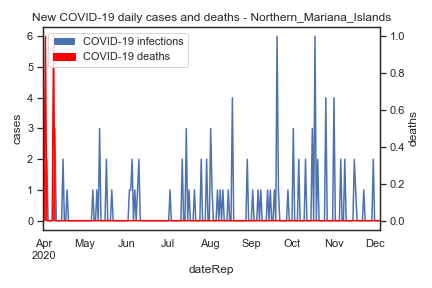 New COVID-19 daily cases and deaths - Northern_Mariana_Islands
COVID-19 infections
COVID-19 deaths
6
5
4
3
2
1
0
cases
1.0
0.8
0.6
0.4
0.2
0.0
deaths
Apr May Jun Jul Aug Sep Oct Nov Dec
2020
dateRep